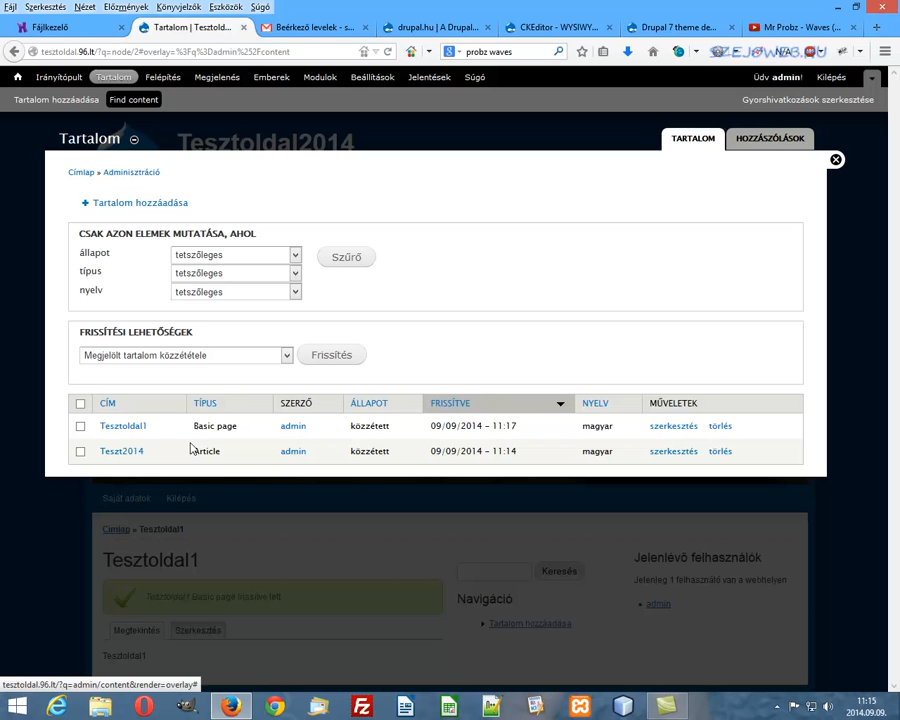 Fájl Szerkesztés Nézet Előzmények Könyvjelzők Eszközök Súgó
Fájlkezelő
Tartalom | Tesztold...
Beérkező levelek - s...
drupal.hu | A Drupal...
CKEditor - WYSIWY...
Drupal 7 theme de...
Mr Probz - Waves (...
tesztoldal.96.lt/?q=node/2#overlay=%3Fq%3Dadmin%252Fcontent
probz waves
Irányítópult Tartalom Felépítés Megjelenés Emberek Modulok Beállítások Jelentések Súgó
Üdv admin! Kilépés
Tartalom hozzáadása Find content
Gyorshivatkozások szerkesztése
Tartalom
Tesztoldal2014
TARTALOM
HOZZÁSZÓLÁSOK
Címlap » Adminisztráció
+ Tartalom hozzáadása
CSAK AZON ELEMEK MUTATÁSA, AHOL
állapot tetszőleges
Szűrő
típus tetszőleges
nyelv tetszőleges
FRISSÍTÉSI LEHETŐSÉGEK
Megjelölt tartalom közzététele
Frissítés
CÍM TÍPUS SZERZŐ ÁLLAPOT FRISSÍTVE NYELV MŰVELETEK
Tesztoldal1 Basic page admin közzétett 09/09/2014 - 11:17 magyar szerkesztés törlés
Teszt2014 Article admin közzétett 09/09/2014 - 11:14 magyar szerkesztés törlés
Saját adatok Kilépés
Címlap » Tesztoldal1
Tesztoldal1
Tesztoldal1 Basic page frissítve lett.
Megtekintés Szerkesztés
Tesztoldal1
Keresés
Navigáció
Tartalom hozzáadása
Jelenlévő felhasználók
Jelenleg 1 felhasználó van a webhelyen
admin
tesztoldal.96.lt/?q=admin/content&render=overlay#
11:15
2014.09.09.